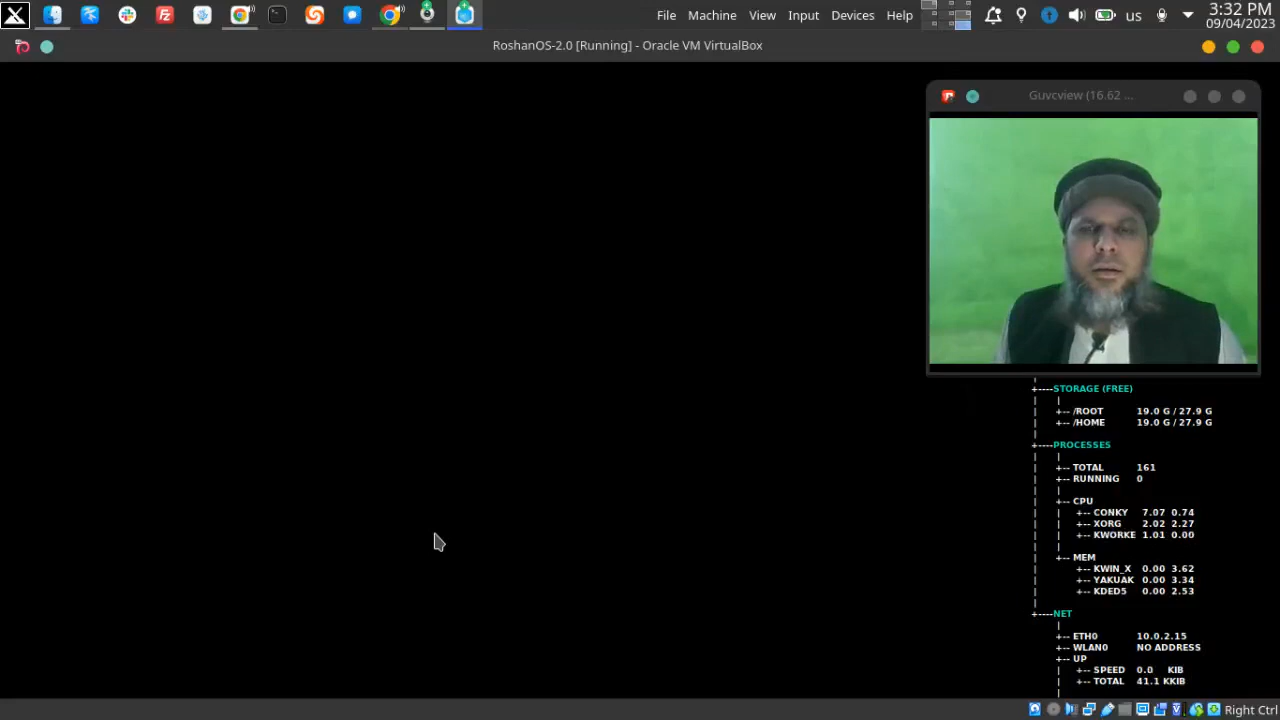 File Machine View Input Devices Help
us
3:32 PM
09/04/2023
RoshanOS-2.0 [Running] - Oracle VM VirtualBox
Guvcview (16.62 ...
+----STORAGE (FREE)
+-- /ROOT 19.0 G / 27.9 G
+-- /HOME 19.0 G / 27.9 G
+----PROCESSES
+-- TOTAL 161
+-- RUNNING 0
+-- CPU
+-- CONKY 7.07 0.74
+-- XORG 2.02 2.27
+-- KWORKE 1.01 0.00
+-- MEM
+-- KWIN_X 0.00 3.62
+-- YAKUAK 0.00 3.34
+-- KDED5 0.00 2.53
+----NET
+-- ETH0 10.0.2.15
+-- WLAN0 NO ADDRESS
+-- UP
+-- SPEED 0.0 KIB
+-- TOTAL 41.1 KKIB
Right Ctrl